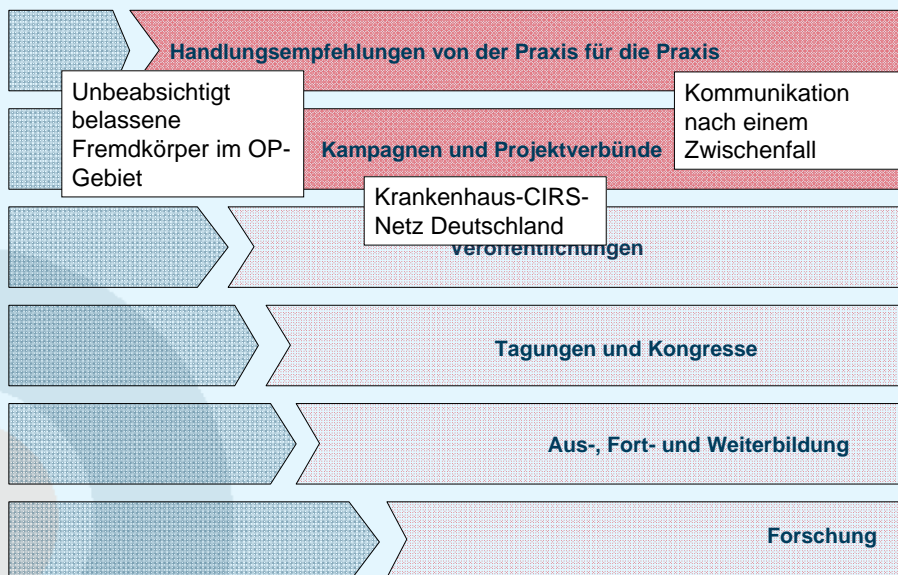 Handlungsempfehlungen von der Praxis für die Praxis
Unbeabsichtigt
belassene
Fremdkörper im OP-
Gebiet
Kommunikation
nach einem
Zwischenfall
Kampagnen und Projektverbünde
Krankenhaus-CIRS-
Netz Deutschland
Veröffentlichungen
Tagungen und Kongresse
Aus-, Fort- und Weiterbildung
Forschung